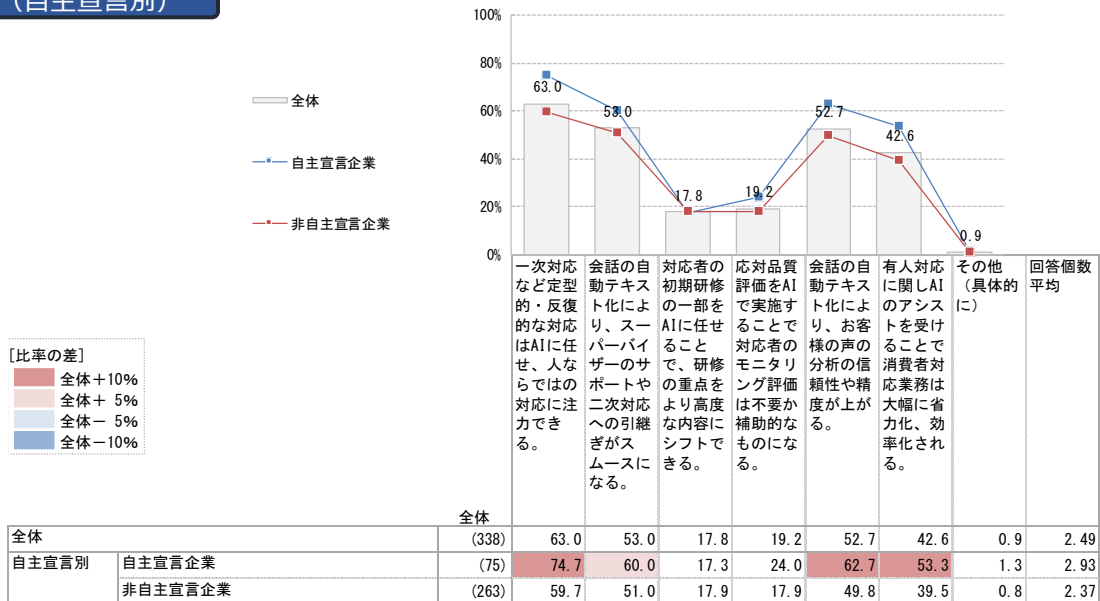 （自主宣言別）
100%
80%
60%
40%
20%
0%
全体
自主宣言企業
非自主宣言企業
63.0
53.0
17.8
19.2
52.7
42.6
0.9
一次対応
など定型
的・反復
的な対応
はAIに任
せ、人な
らではの
対応に注
力でき
る。
会話の自
動テキス
ト化によ
り、スー
パーバイ
ザーのサ
ポートや
二次対応
への引継
ぎがス
ムースに
なる。
対応者の
初期研修
の一部を
AIに任せ
ること
で、研修
の重点を
より高度
な内容に
シフトで
きる。
応対品質
評価をAI
で実施す
ることで
対応者の
モニタリ
ング評価
は不要か
補助的な
ものにな
る。
会話の自
動テキス
ト化によ
り、お客
様の声の
分析の信
頼性や精
度が上が
る。
有人対応
に関しAI
のアシス
トを受け
ることで
消費者対
応業務は
大幅に省
力化、効
率化され
る。
その他
（具体的
に）
回答個数
平均
[比率の差]
全体＋10%
全体＋ 5%
全体－ 5%
全体－10%
全体
全体 (338) 63.0 53.0 17.8 19.2 52.7 42.6 0.9 2.49
自主宣言別 自主宣言企業 (75) 74.7 60.0 17.3 24.0 62.7 53.3 1.3 2.93
非自主宣言企業 (263) 59.7 51.0 17.9 17.9 49.8 39.5 0.8 2.37